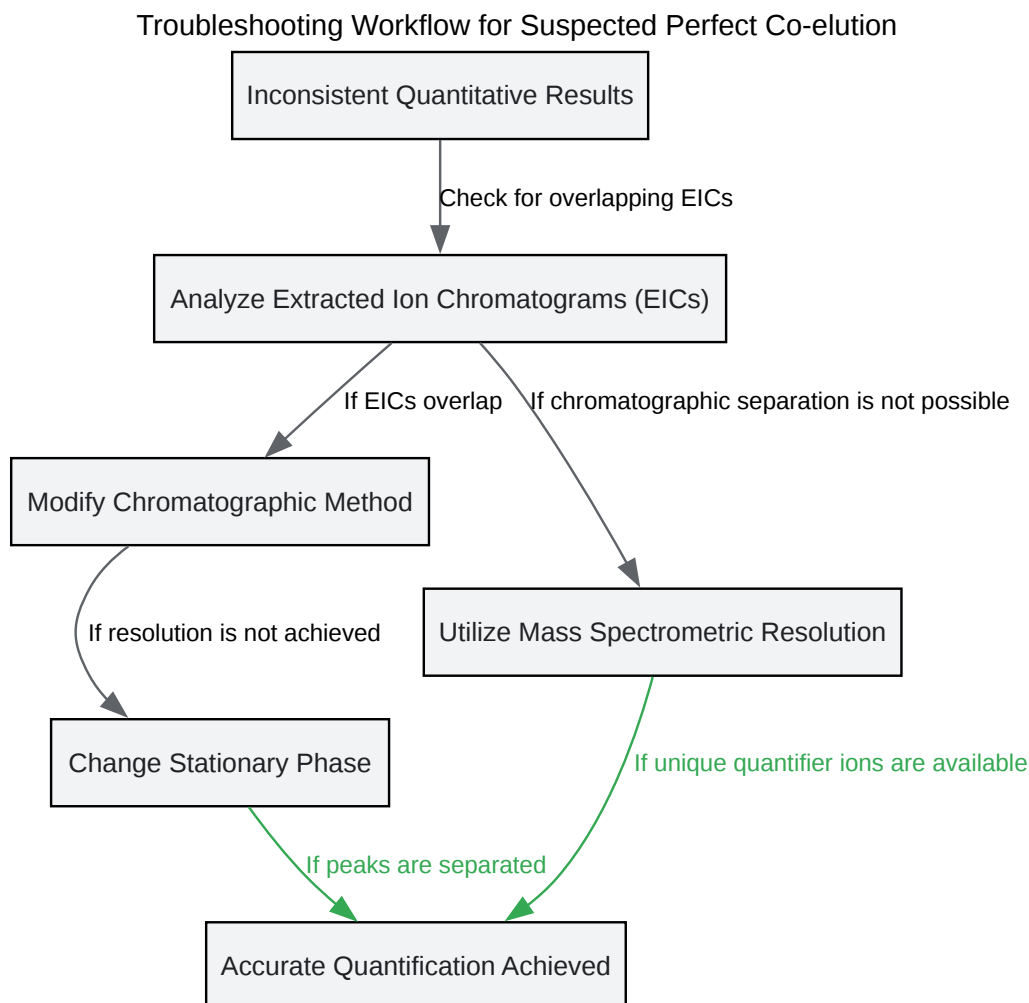 Troubleshooting Workflow for Suspected Perfect Co-elution
Inconsistent Quantitative Results
Check for overlapping EICs
Analyze Extracted Ion Chromatograms (EICs)
If EICs overlap
If chromatographic separation is not possible
Modify Chromatographic Method
If resolution is not achieved
Utilize Mass Spectrometric Resolution
Change Stationary Phase
If unique quantifier ions are available
If peaks are separated
Accurate Quantification Achieved